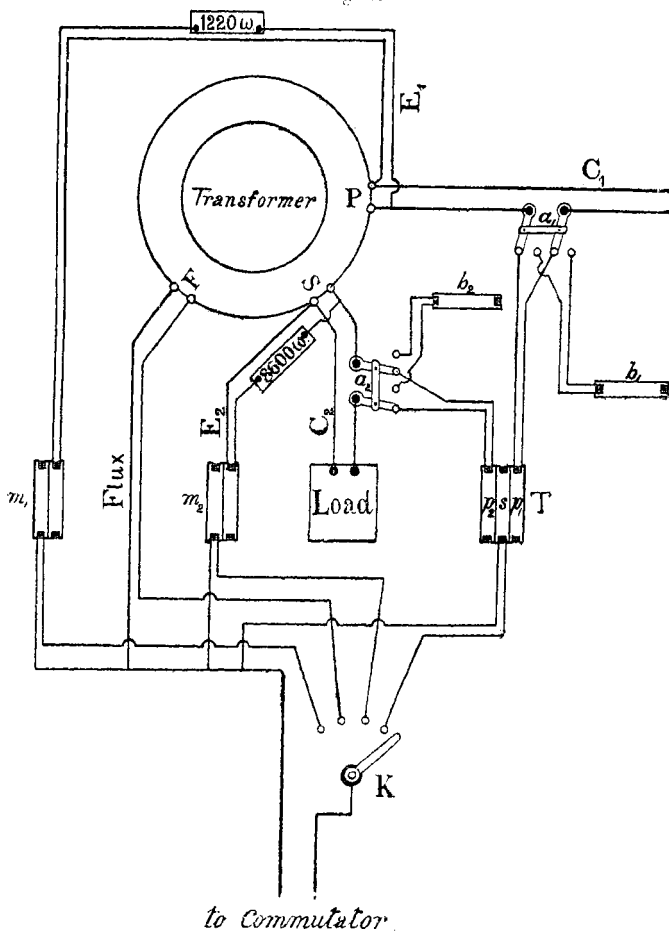 1220 ω
E₁
C₁
Transformer
P
a₁
F
S
b₂
8600 ω
a₂
b₁
E₂
C₂
Flux
m₁
m₂
Load
p₂ s p₁
T
K
to Commutator